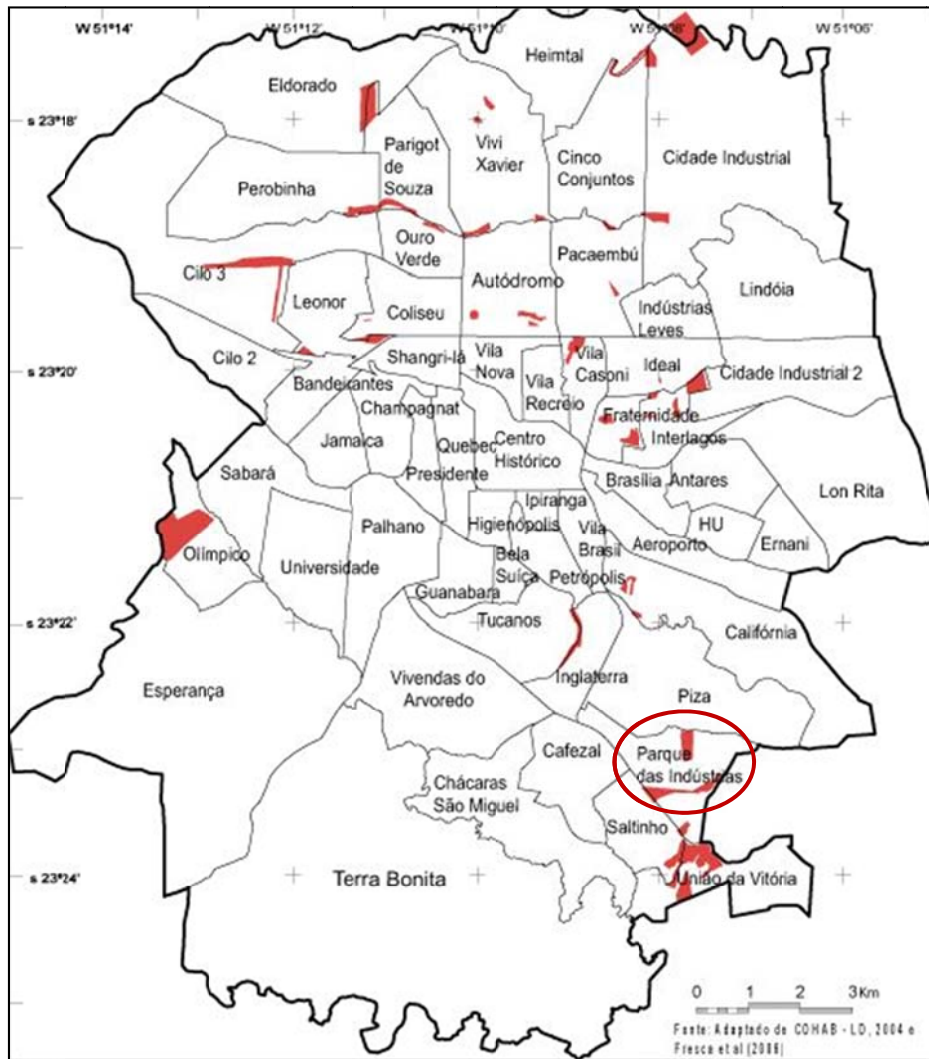 W 51°14'
W 51°12'
W 51°10'
W 51°08'
W 51°06'
Heimtal
Eldorado
s 23°18'
Parigot
de
Souza
Vivi
Xavier
Cinco
Conjuntos
Cidade Industrial
Perobinha
Ouro
Verde
Pacaembú
Cilo 3
Autódromo
Lindóia
Leonor
Coliseu
Indústrias
Leves
Cilo 2
Shangri-lá
Vila
Nova
Vila
Casoni
Ideal
s 23°20'
Bandeirantes
Vila
Recreio
Cidade Industrial 2
Champagnat
Fraternidade
Jamaica
Quebec
Centro
Histórico
Interlagos
Sabará
Presidente
Brasília
Antares
Lon Rita
Ipiranga
Palhano
Higienópolis
Vila
Brasil
HU
Olímpico
Universidade
Bela
Suíça
Aeroporto
Ernani
Guanabara
Petrópolis
s 23°22'
Tucanos
Califórnia
Esperança
Vivendas do
Arvoredo
Inglaterra
Piza
Cafezal
Parque
das Indústrias
Chácaras
São Miguel
Saltinho
s 23°24'
Terra Bonita
União da Vitória
0 1 2 3 Km
Fonte: Adaptado de COHAB - LD, 2004 e
Fresca et al (2006)